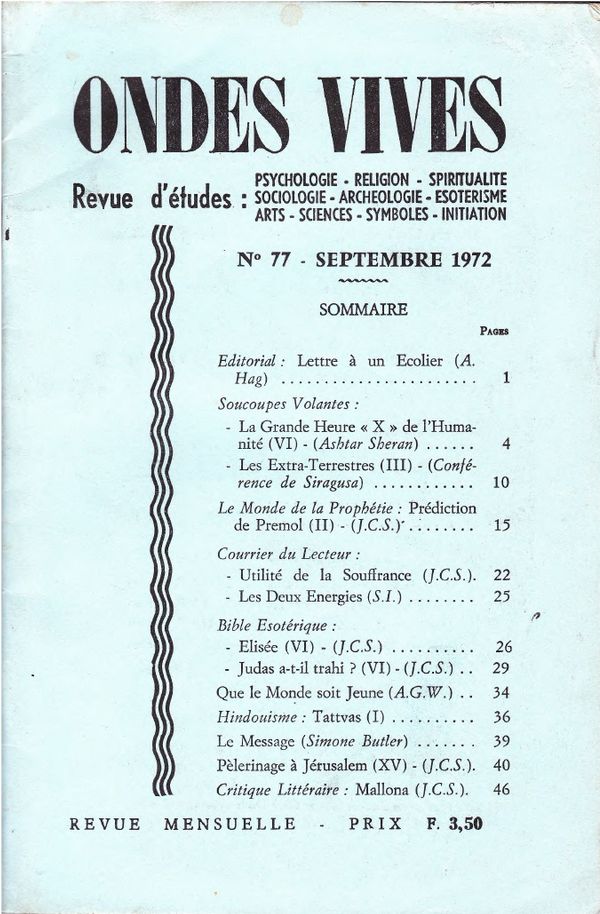 ONDES VIVES
Revue d'études :
PSYCHOLOGIE - RELIGION - SPIRITUALITE
SOCIOLOGIE - ARCHEOLOGIE - ESOTERISME
ARTS - SCIENCES - SYMBOLES - INITIATION
Nº 77 - SEPTEMBRE 1972
SOMMAIRE
PAGES
Editorial : Lettre à un Ecolier (A.
Hag) ....................... 1
Soucoupes Volantes :
- La Grande Heure « X » de l'Huma-
nité (VI) - (Ashtar Sheran) ...... 4
- Les Extra-Terrestres (III) - (Confé-
rence de Siragusa) ............ 10
Le Monde de la Prophétie : Prédiction
de Premol (II) - (J.C.S.) ........ 15
Courrier du Lecteur :
- Utilité de la Souffrance (J.C.S.). 22
- Les Deux Energies (S.I.) ........ 25
Bible Esotérique :
- Elisée (VI) - (J.C.S.) .......... 26
- Judas a-t-il trahi ? (VI) - (J.C.S.) .. 29
Que le Monde soit Jeune (A.G.W.) .. 34
Hindouisme : Tattvas (I) .......... 36
Le Message (Simone Butler) ....... 39
Pèlerinage à Jérusalem (XV) - (J.C.S.). 40
Critique Littéraire : Mallona (J.C.S.). 46
REVUE MENSUELLE - PRIX F. 3,50